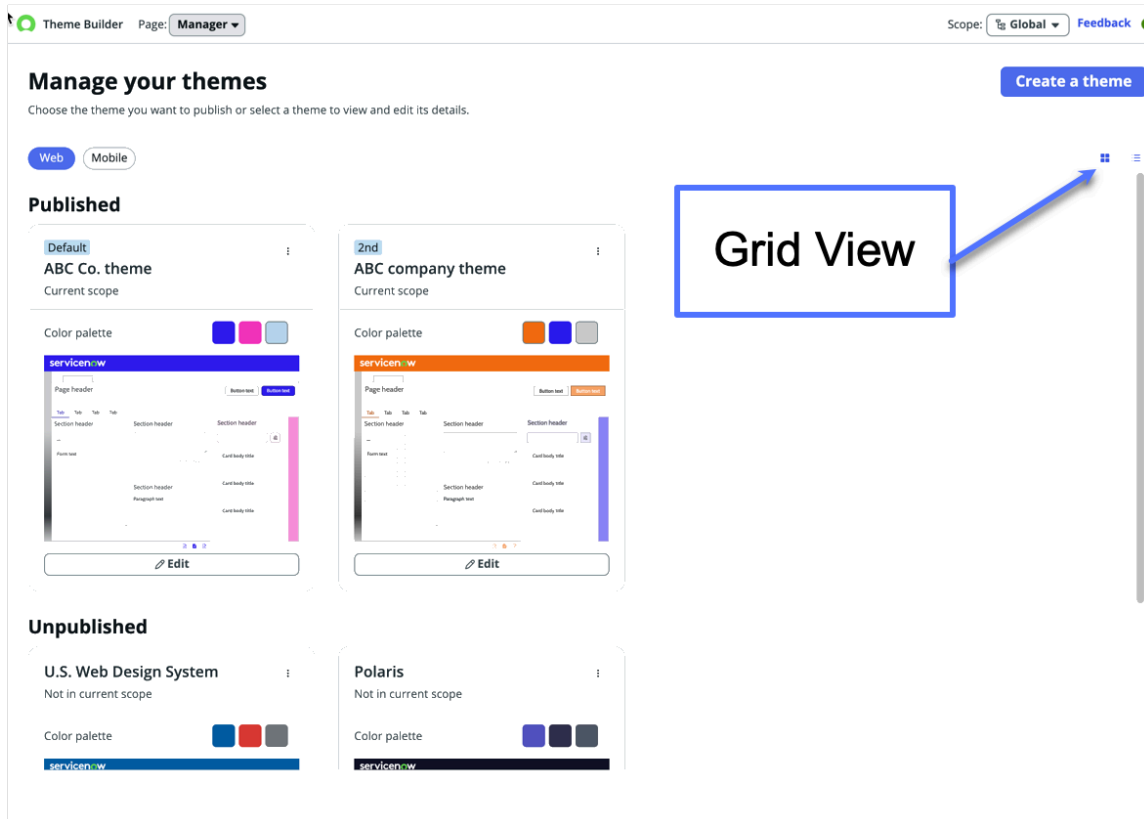 Theme Builder Page: Manager Scope: Global Feedback
Manage your themes
Create a theme
Choose the theme you want to publish or select a theme to view and edit its details.
Web Mobile
Published
Grid View
Default
ABC Co. theme
Current scope
Color palette
servicenow
Page header
Button text Button text
Tab Tab Tab Tab
Section header Section header Section header
Form text
Card body title
Card body title
Section header
Paragraph text
Card body title
Edit
2nd
ABC company theme
Current scope
Color palette
servicenow
Page header
Button text Button text
Tab Tab Tab Tab
Section header Section header Section header
Form text
Card body title
Card body title
Section header
Paragraph text
Card body title
Edit
Unpublished
U.S. Web Design System
Not in current scope
Color palette
servicenow
Polaris
Not in current scope
Color palette
servicenow